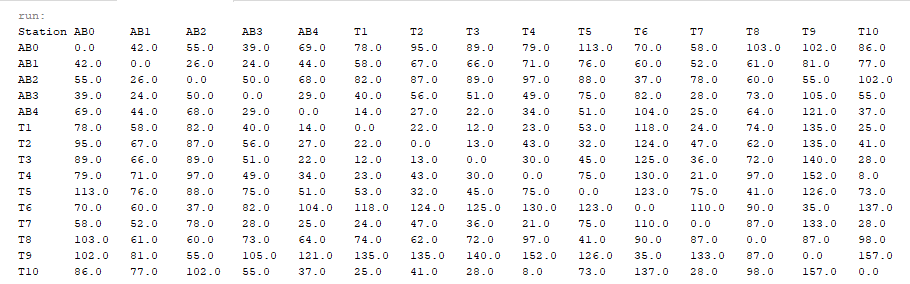 run:
Station AB0 AB1 AB2 AB3 AB4 T1 T2 T3 T4 T5 T6 T7 T8 T9 T10
AB0 0.0 42.0 55.0 39.0 69.0 78.0 95.0 89.0 79.0 113.0 70.0 58.0 103.0 102.0 86.0
AB1 42.0 0.0 26.0 24.0 44.0 58.0 67.0 66.0 71.0 76.0 60.0 52.0 61.0 81.0 77.0
AB2 55.0 26.0 0.0 50.0 68.0 82.0 87.0 89.0 97.0 88.0 37.0 78.0 60.0 55.0 102.0
AB3 39.0 24.0 50.0 0.0 29.0 40.0 56.0 51.0 49.0 75.0 82.0 28.0 73.0 105.0 55.0
AB4 69.0 44.0 68.0 29.0 0.0 14.0 27.0 22.0 34.0 51.0 104.0 25.0 64.0 121.0 37.0
T1 78.0 58.0 82.0 40.0 14.0 0.0 22.0 12.0 23.0 53.0 118.0 24.0 74.0 135.0 25.0
T2 95.0 67.0 87.0 56.0 27.0 22.0 0.0 13.0 43.0 32.0 124.0 47.0 62.0 135.0 41.0
T3 89.0 66.0 89.0 51.0 22.0 12.0 13.0 0.0 30.0 45.0 125.0 36.0 72.0 140.0 28.0
T4 79.0 71.0 97.0 49.0 34.0 23.0 43.0 30.0 0.0 75.0 130.0 21.0 97.0 152.0 8.0
T5 113.0 76.0 88.0 75.0 51.0 53.0 32.0 45.0 75.0 0.0 123.0 75.0 41.0 126.0 73.0
T6 70.0 60.0 37.0 82.0 104.0 118.0 124.0 125.0 130.0 123.0 0.0 110.0 90.0 35.0 137.0
T7 58.0 52.0 78.0 28.0 25.0 24.0 47.0 36.0 21.0 75.0 110.0 0.0 87.0 133.0 28.0
T8 103.0 61.0 60.0 73.0 64.0 74.0 62.0 72.0 97.0 41.0 90.0 87.0 0.0 87.0 98.0
T9 102.0 81.0 55.0 105.0 121.0 135.0 135.0 140.0 152.0 126.0 35.0 133.0 87.0 0.0 157.0
T10 86.0 77.0 102.0 55.0 37.0 25.0 41.0 28.0 8.0 73.0 137.0 28.0 98.0 157.0 0.0